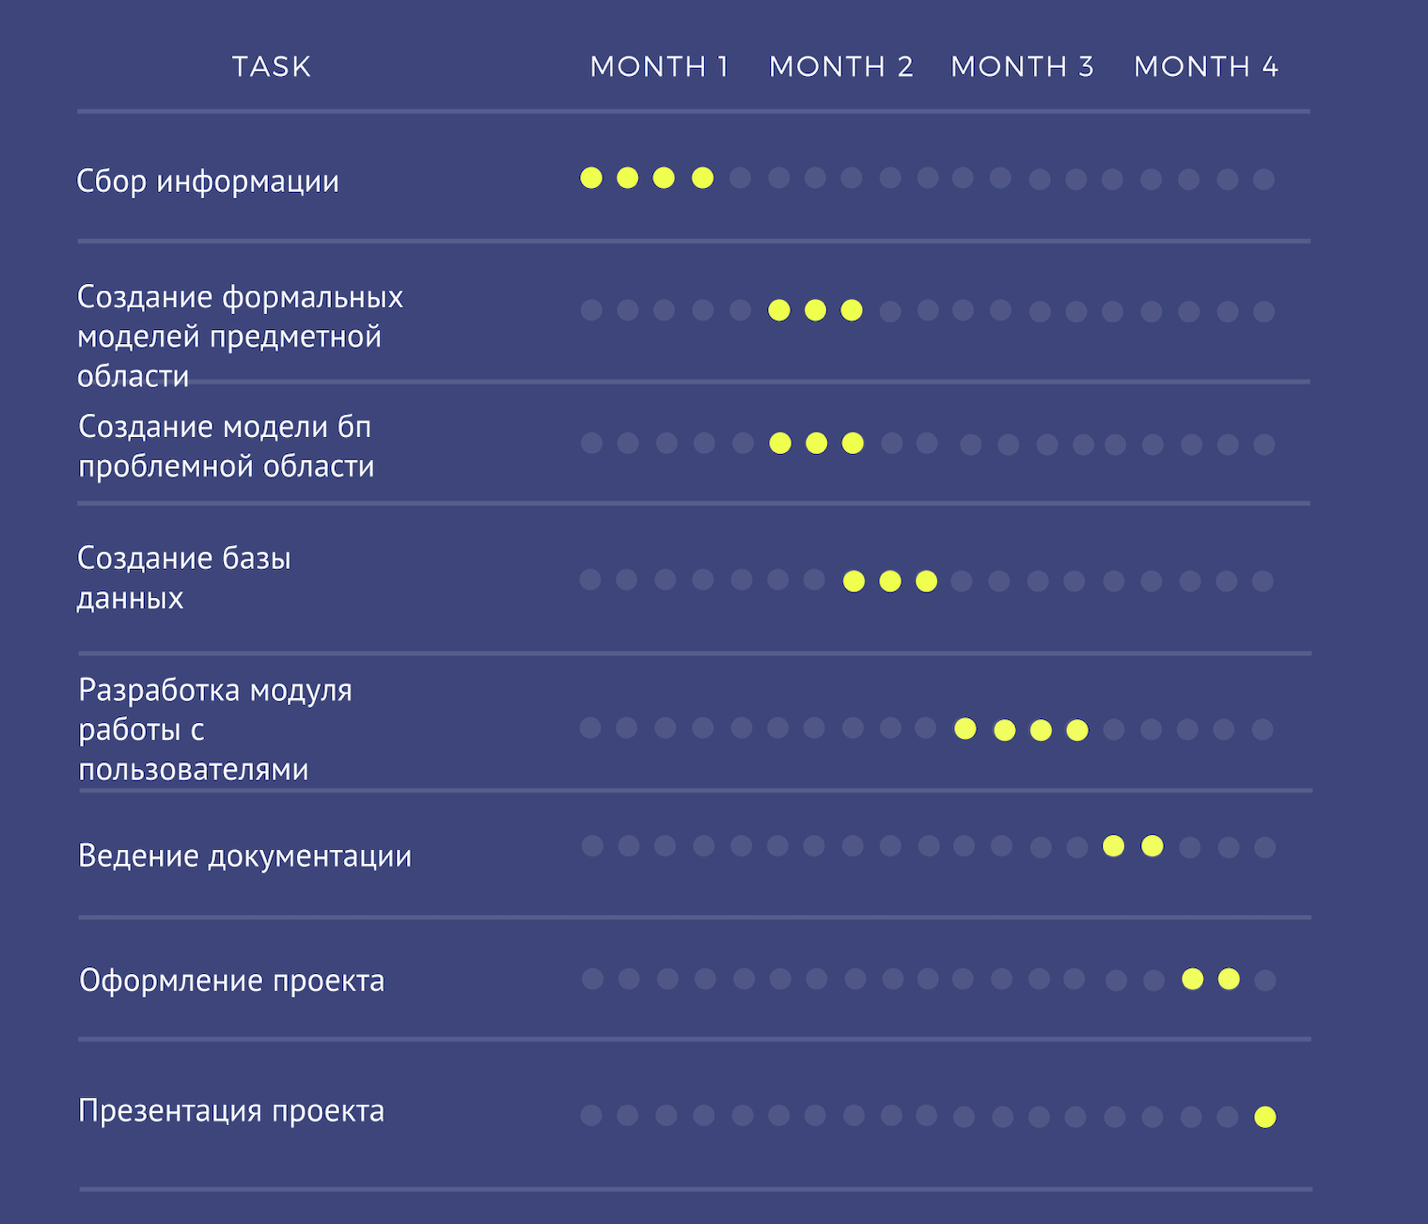 TASK MONTH 1 MONTH 2 MONTH 3 MONTH 4
Сбор информации
Создание формальных
моделей предметной
области
Создание модели бп
проблемной области
Создание базы
данных
Разработка модуля
работы с
пользователями
Ведение документации
Оформление проекта
Презентация проекта